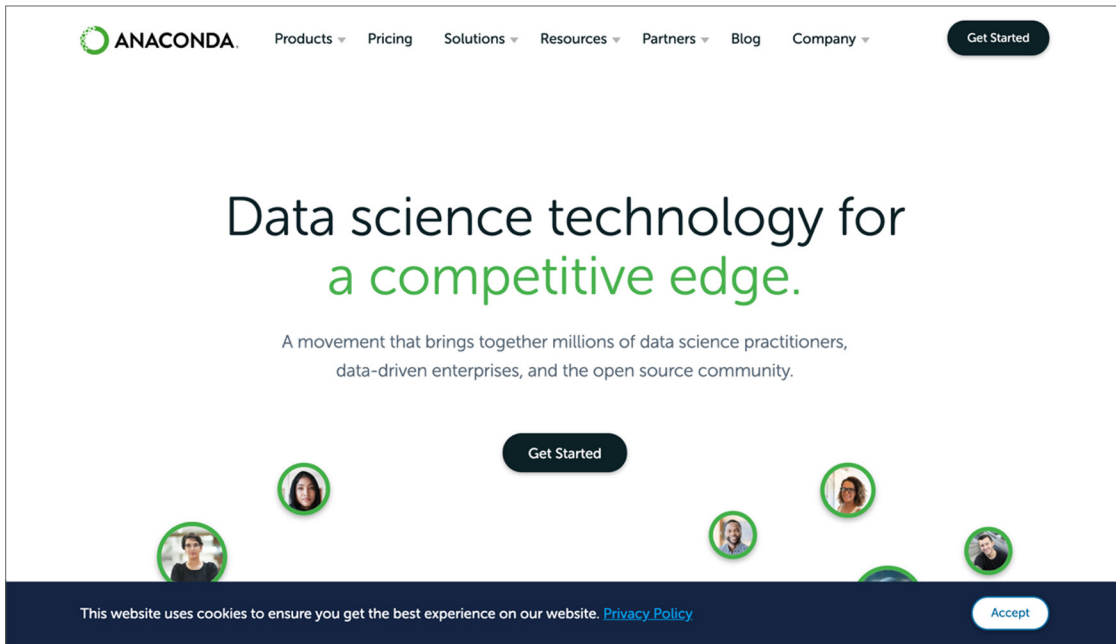 ANACONDA.
Products Pricing Solutions Resources Partners Blog Company Get Started
Data science technology for
a competitive edge.
A movement that brings together millions of data science practitioners,
data-driven enterprises, and the open source community.
Get Started
This website uses cookies to ensure you get the best experience on our website. Privacy Policy Accept